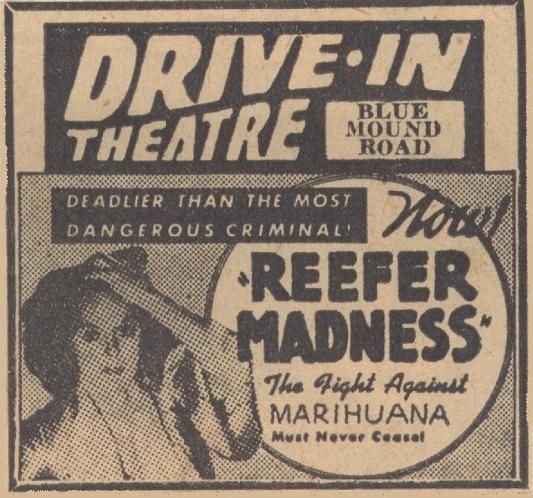 DRIVE-IN
THEATRE
BLUE
MOUND
ROAD
DEADLIER THAN THE MOST
DANGEROUS CRIMINAL!
Now!
"REEFER
MADNESS"
The Fight Against
MARIHUANA
Must Never Cease!